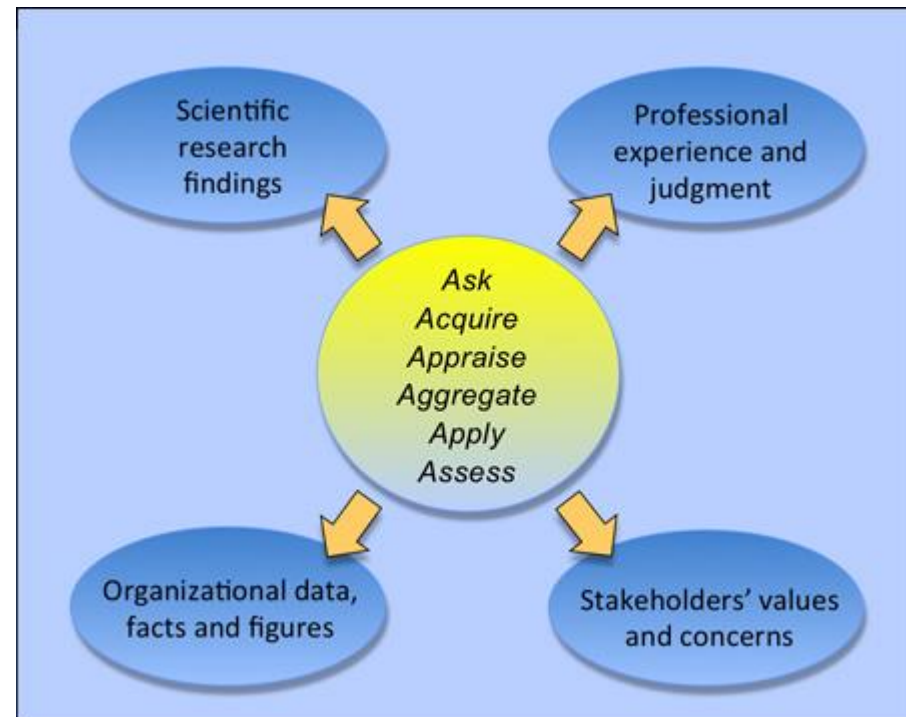 Scientific
research
findings
Professional
experience and
judgment
Ask
Acquire
Appraise
Aggregate
Apply
Assess
Organizational data,
facts and figures
Stakeholders’ values
and concerns